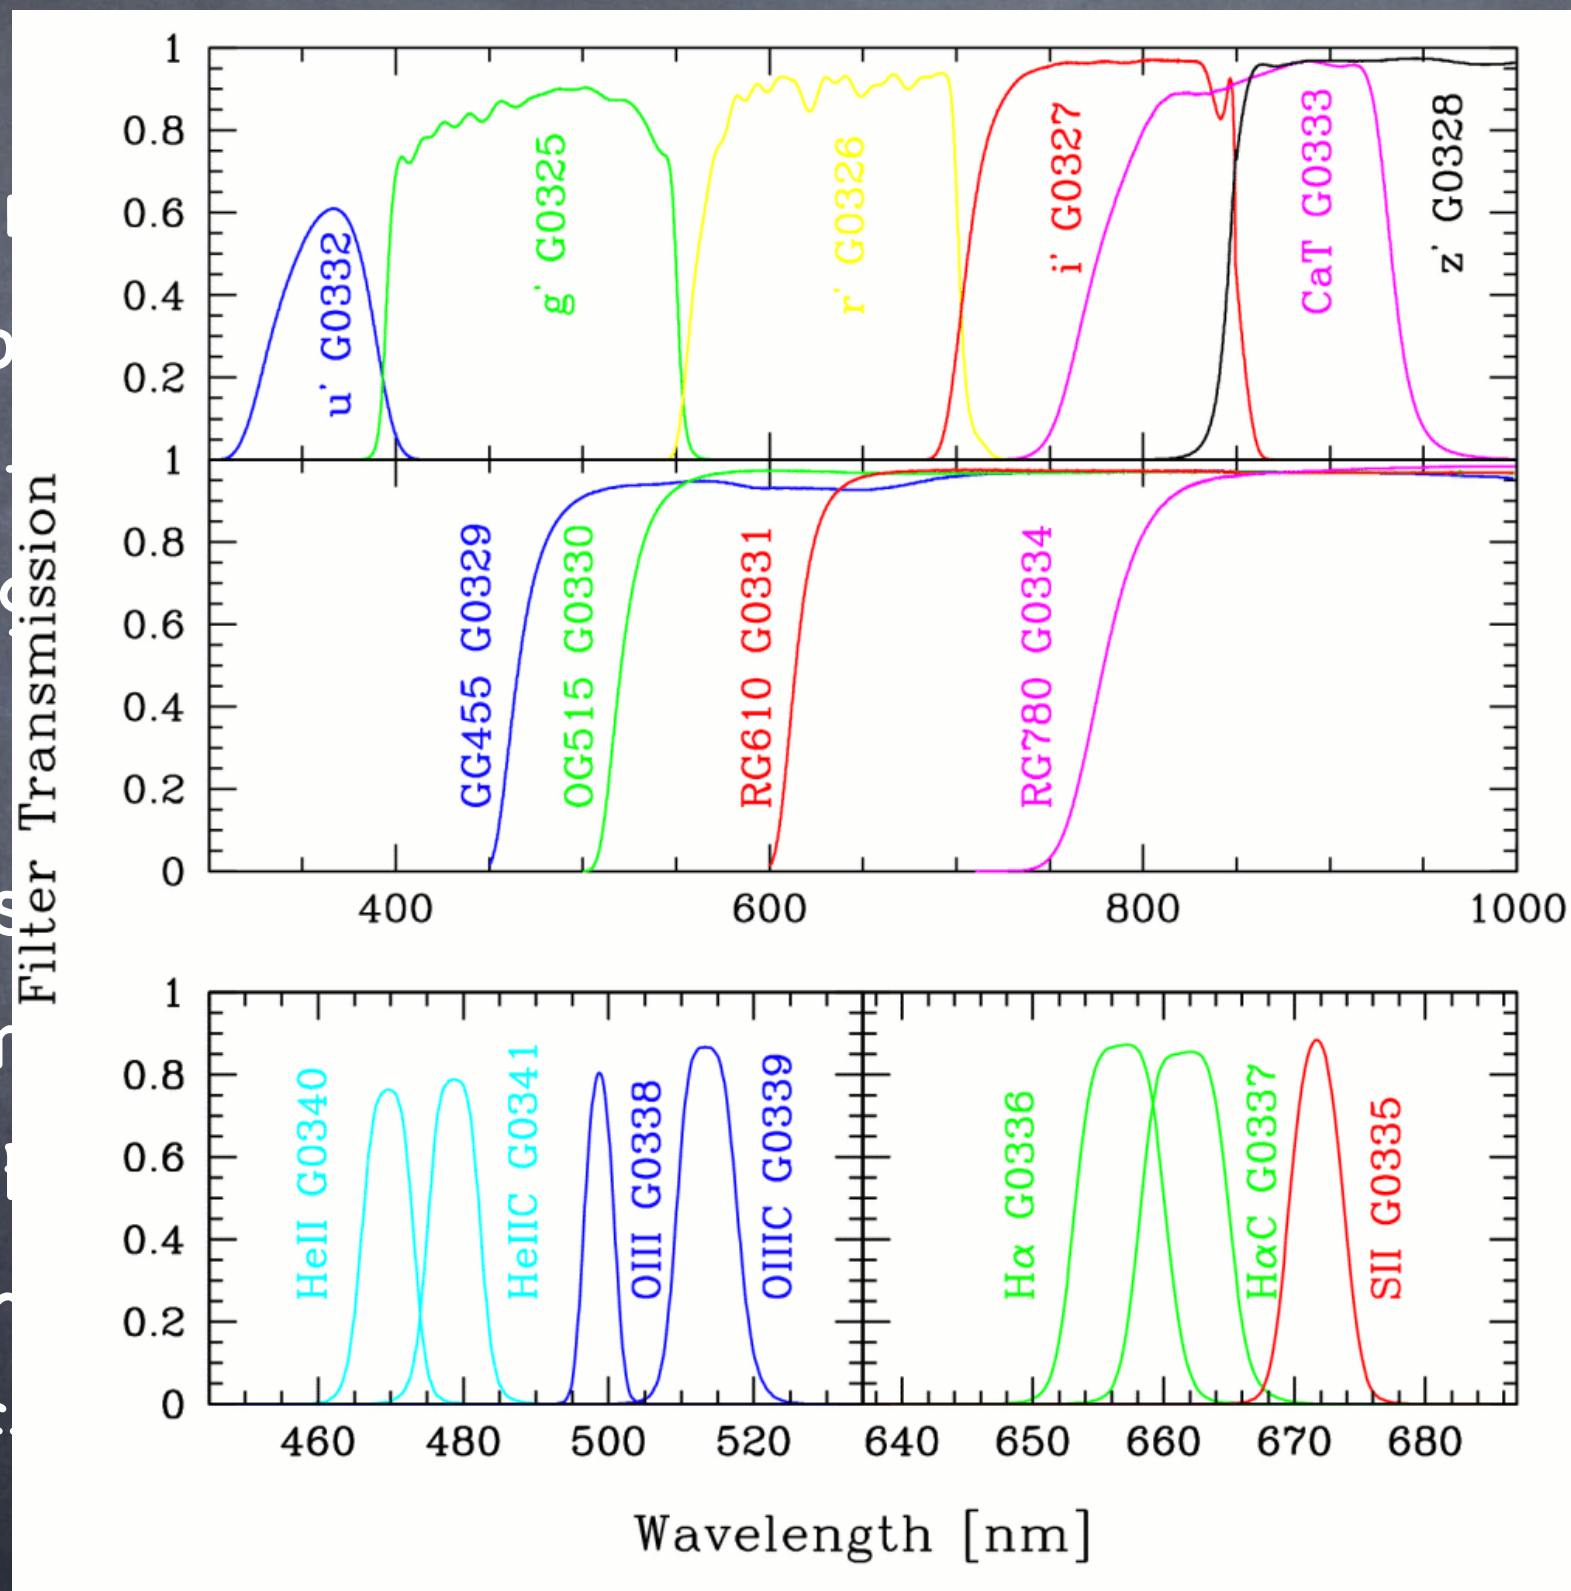 Filter Transmission
1
0.8
0.6
0.4
0.2
u' G0332
g' G0325
r' G0326
i' G0327
CaT G0333
z' G0328
1
0.8
0.6
0.4
0.2
0
GG455 G0329
OG515 G0330
RG610 G0331
RG780 G0334
400 600 800 1000
1
0.8
0.6
0.4
0.2
0
HeII G0340
HeIIC G0341
OIII G0338
OIIIC G0339
Hα G0336
HαC G0337
SII G0335
460 480 500 520 640 650 660 670 680
Wavelength [nm]